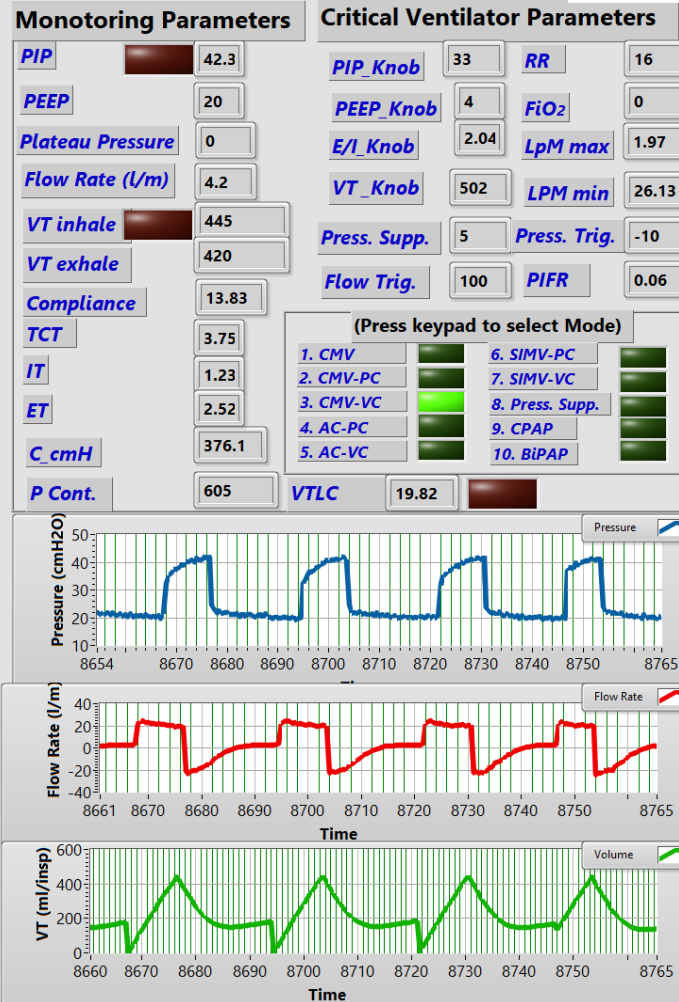 Monotoring Parameters
PIP 42.3
PEEP 20
Plateau Pressure 0
Flow Rate (l/m) 4.2
VT inhale 445
VT exhale 420
Compliance 13.83
TCT 3.75
IT 1.23
ET 2.52
C_cmH 376.1
P Cont. 605
Critical Ventilator Parameters
PIP_Knob 33 RR 16
PEEP_Knob 4 FiO2 0
E/I_Knob 2.04 LpM max 1.97
VT _Knob 502 LPM min 26.13
Press. Supp. 5 Press. Trig. -10
Flow Trig. 100 PIFR 0.06
(Press keypad to select Mode)
1. CMV 6. SIMV-PC
2. CMV-PC 7. SIMV-VC
3. CMV-VC 8. Press. Supp.
4. AC-PC 9. CPAP
5. AC-VC 10. BiPAP
VTLC 19.82
Pressure (cmH2O)
Pressure
50
40
30
20
10
8654 8670 8680 8690 8700 8710 8720 8730 8740 8750 8765
Flow Rate (l/m)
Flow Rate
40
20
0
-20
-40
8661 8670 8680 8690 8700 8710 8720 8730 8740 8750 8765
Time
VT (ml/insp)
Volume
600
400
200
0
8660 8670 8680 8690 8700 8710 8720 8730 8750 8765
Time